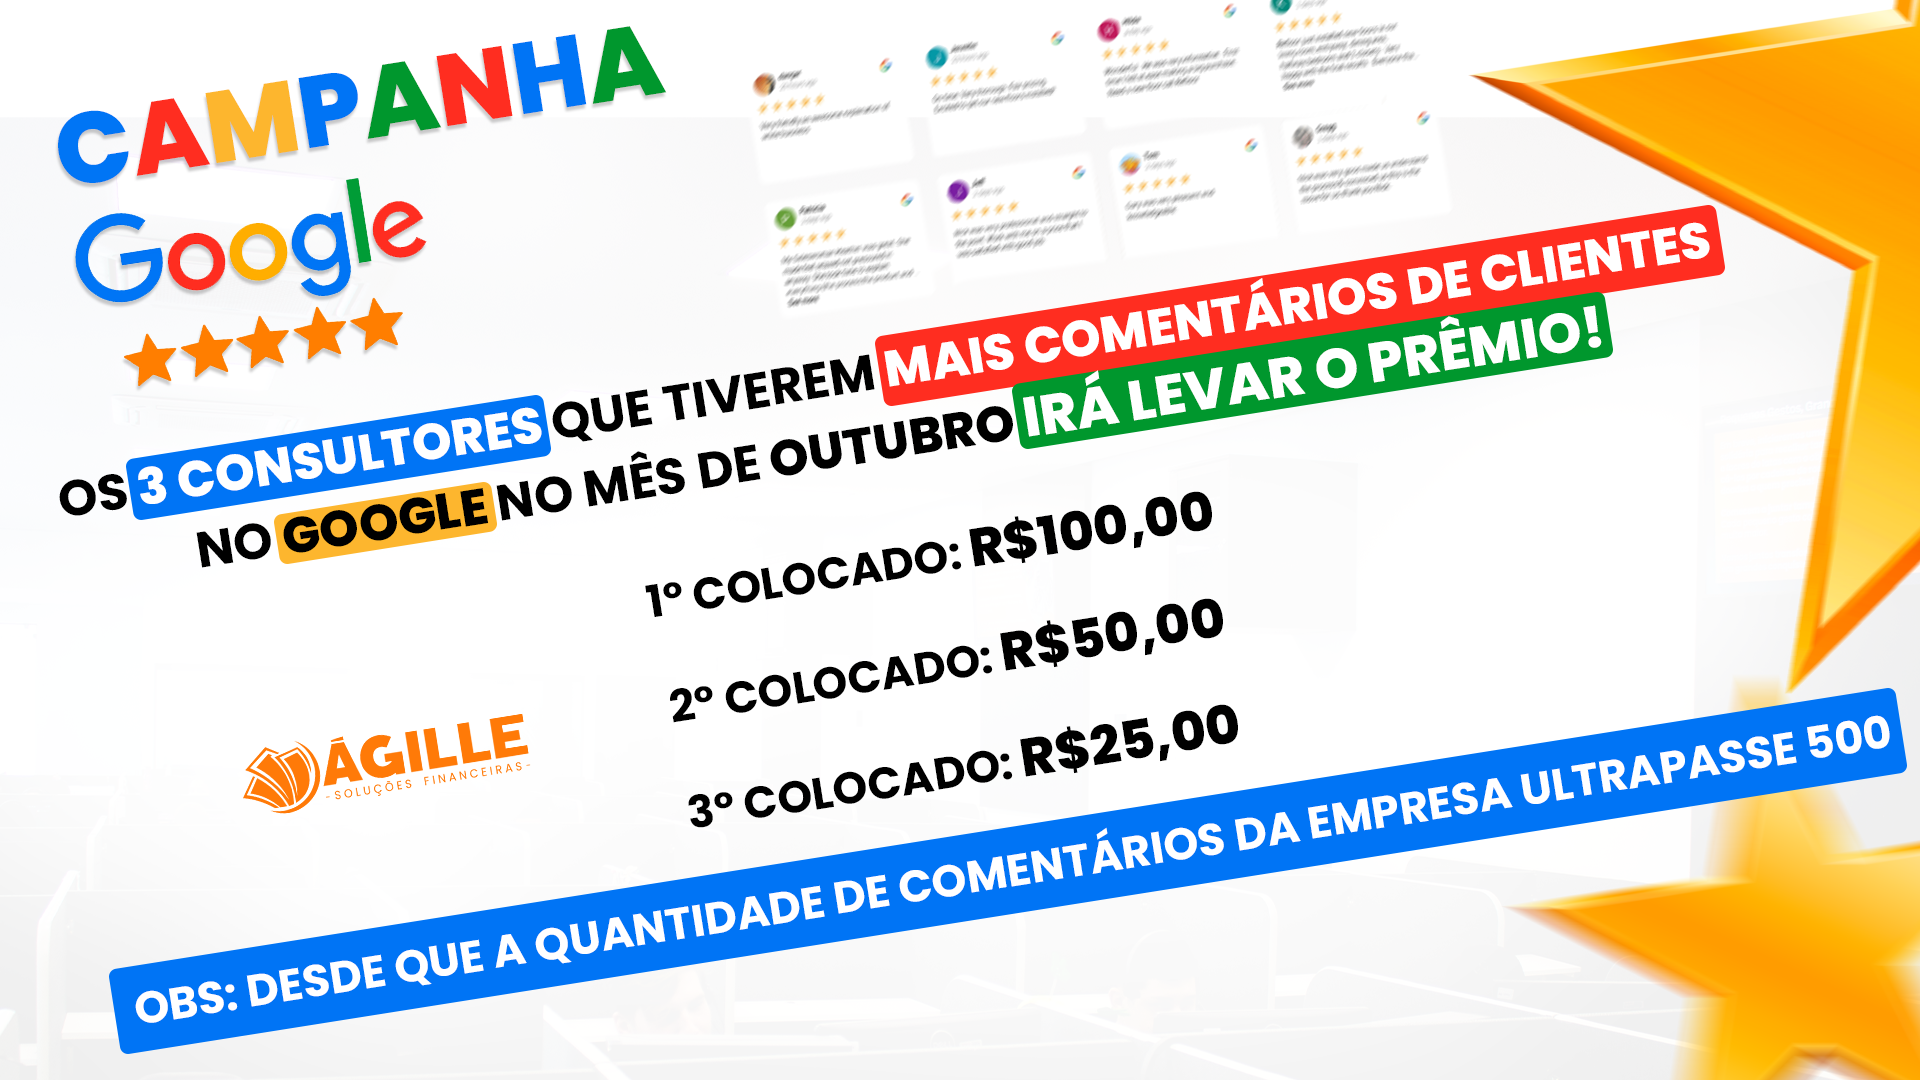 CAMPANHA
Google
OS 3 CONSULTORES QUE TIVEREM MAIS COMENTÁRIOS DE CLIENTES
NO GOOGLE NO MÊS DE OUTUBRO IRÁ LEVAR O PRÊMIO!
1º COLOCADO: R$100,00
2º COLOCADO: R$50,00
3º COLOCADO: R$25,00
ÁGILLE
-SOLUÇÕES FINANCEIRAS-
OBS: DESDE QUE A QUANTIDADE DE COMENTÁRIOS DA EMPRESA ULTRAPASSE 500